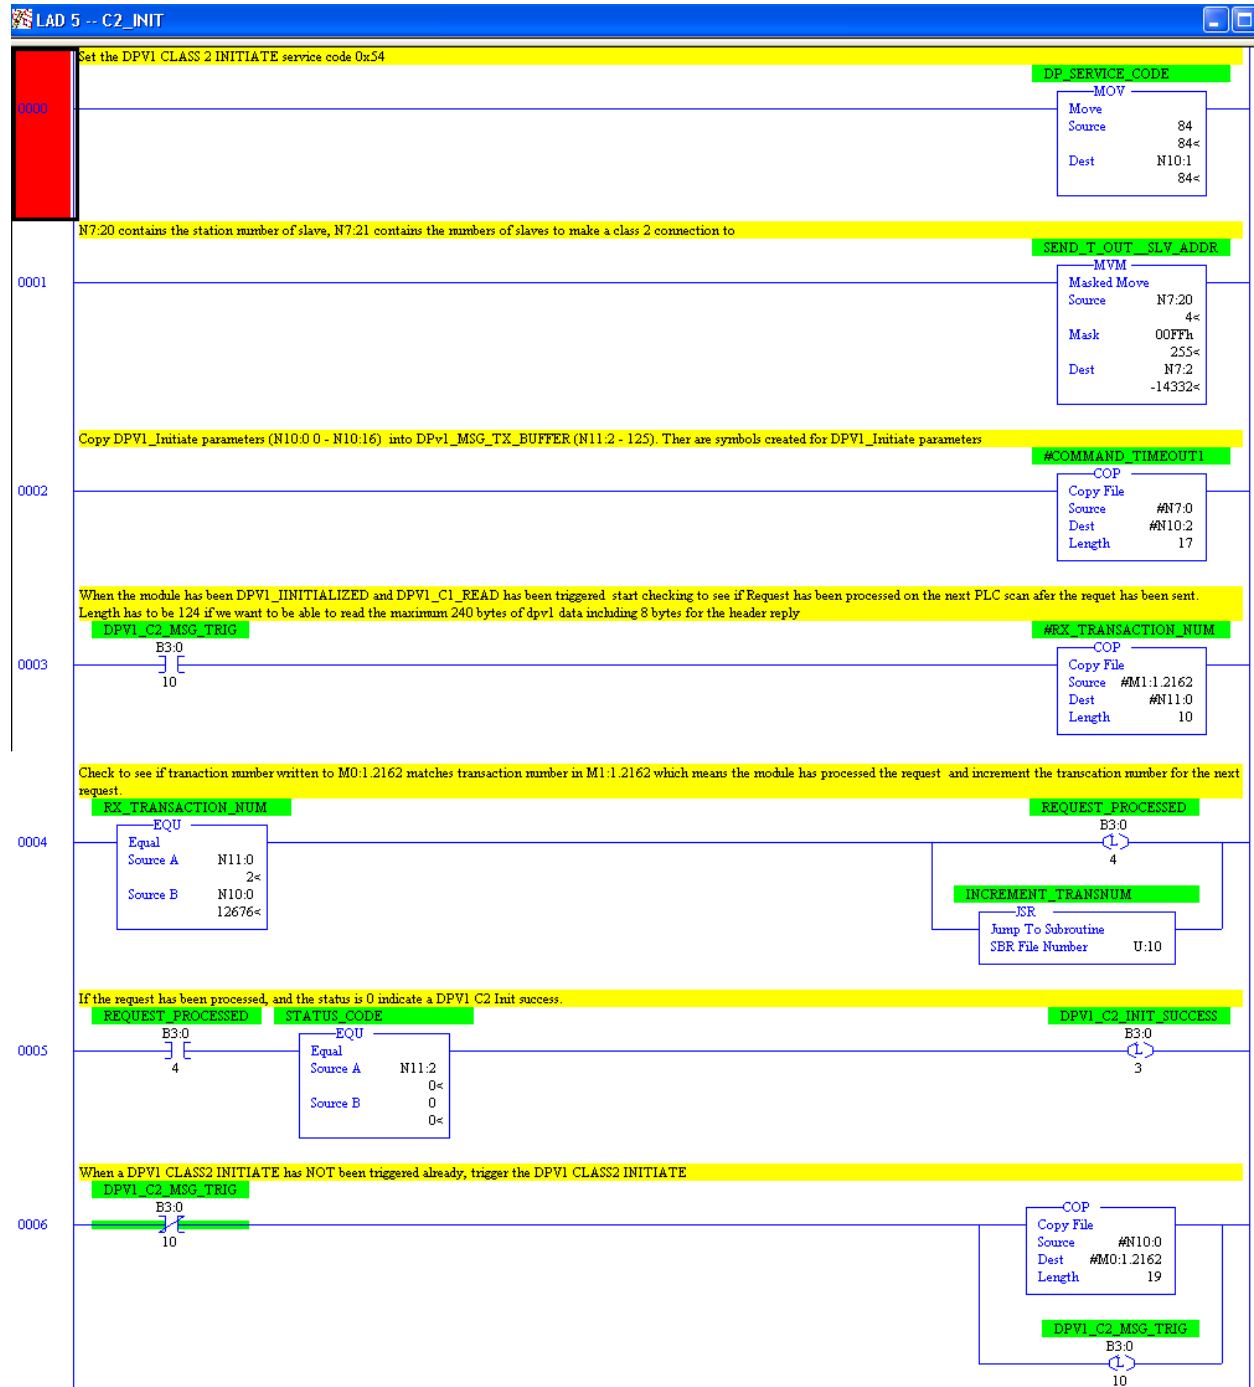 LAD 5 -- C2_INIT
Set the DPV1 CLASS 2 INITIATE service code 0x54
DP_SERVICE_CODE
MOV
0000
Move
Source 84
84<
Dest N10:1
84<
N7:20 contains the station number of slave, N7:21 contains the numbers of slaves to make a class 2 connection to
SEND_T_OUT__SLV_ADDR
MVM
0001
Masked Move
Source N7:20
4<
Mask 00FFh
255<
Dest N7:2
-14332<
Copy DPV1_Initiate parameters (N10:0 0 - N10:16) into DPv1_MSG_TX_BUFFER (N11:2 - 125). Ther are symbols created for DPV1_Initiate parameters
#COMMAND_TIMEOUT1
COP
0002
Copy File
Source #N7:0
Dest #N10:2
Length 17
When the module has been DPV1_IINITIALIZED and DPV1_C1_READ has been triggered start checking to see if Request has been processed on the next PLC scan afer the requet has been sent.
Length has to be 124 if we want to be able to read the maximum 240 bytes of dpv1 data including 8 bytes for the header reply
DPV1_C2_MSG_TRIG #RX_TRANSACTION_NUM
B3:0 COP
0003
10
Copy File
Source #M1:1.2162
Dest #N11:0
Length 10
Check to see if tranaction number written to M0:1.2162 matches transaction number in M1:1.2162 which means the module has processed the request and increment the transcation number for the next
request.
RX_TRANSACTION_NUM REQUEST_PROCESSED
EQU B3:0
0004
Equal L
Source A N11:0 4
2<
Source B N10:0
12676<
INCREMENT_TRANSNUM
JSR
Jump To Subroutine
SBR File Number U:10
If the request has been processed, and the status is 0 indicate a DPV1 C2 Init success.
REQUEST_PROCESSED STATUS_CODE DPV1_C2_INIT_SUCCESS
B3:0 EQU B3:0
0005
4
Equal L
Source A N11:2 3
0<
Source B 0
0<
When a DPV1 CLASS2 INITIATE has NOT been triggered already, trigger the DPV1 CLASS2 INITIATE
DPV1_C2_MSG_TRIG
B3:0 COP
0006
10
Copy File
Source #N10:0
Dest #M0:1.2162
Length 19
DPV1_C2_MSG_TRIG
B3:0
L
10